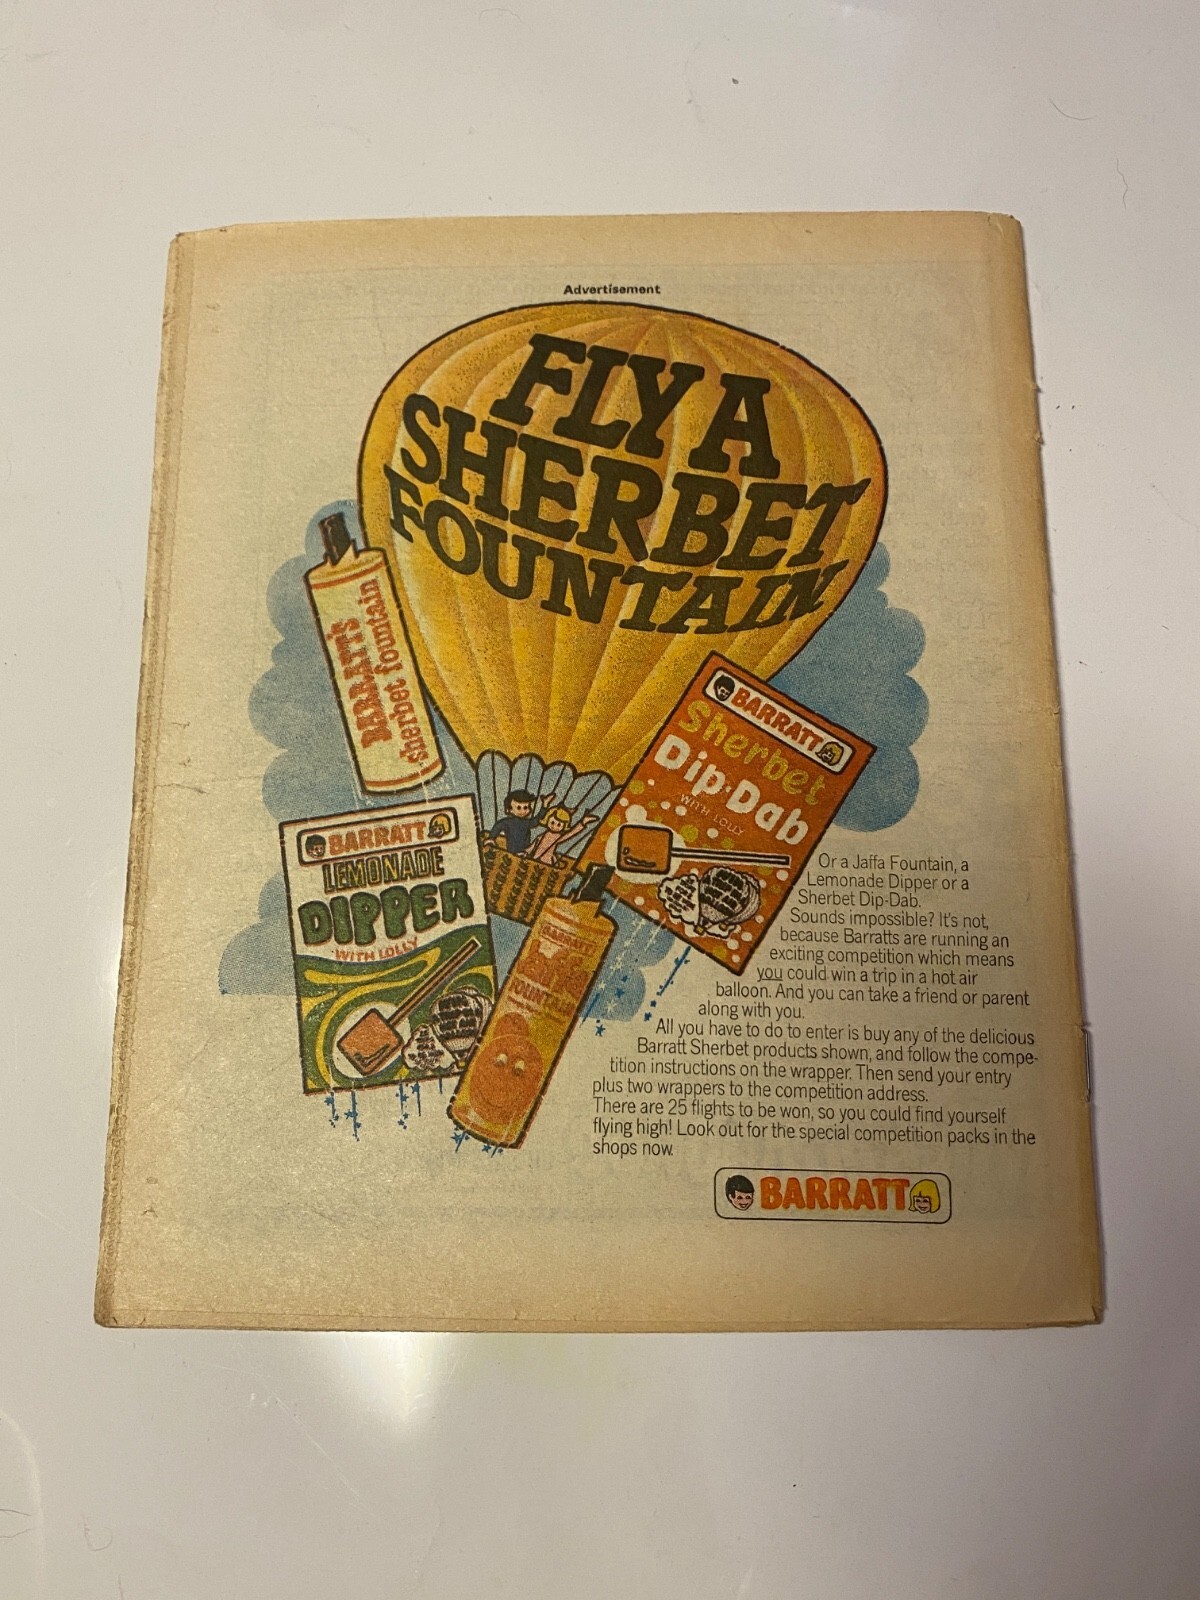 Advertisement
FLY A
SHERBET
FOUNTAIN
BARRATT'S
sherbet fountain
BARRATT
Sherbet
Dip-Dab
WITH LOLLY
BARRATT
LEMONADE
DIPPER
WITH LOLLY
BARRATT
Jaffa
FOUNTAIN
Or a Jaffa Fountain, a
Lemonade Dipper or a
Sherbet Dip-Dab.
Sounds impossible? It's not,
because Barratts are running an
exciting competition which means
you could win a trip in a hot air
balloon. And you can take a friend or parent
along with you.
All you have to do to enter is buy any of the delicious
Barratt Sherbet products shown, and follow the compe-
tition instructions on the wrapper. Then send your entry
plus two wrappers to the competition address.
There are 25 flights to be won, so you could find yourself
flying high! Look out for the special competition packs in the
shops now.
BARRATT